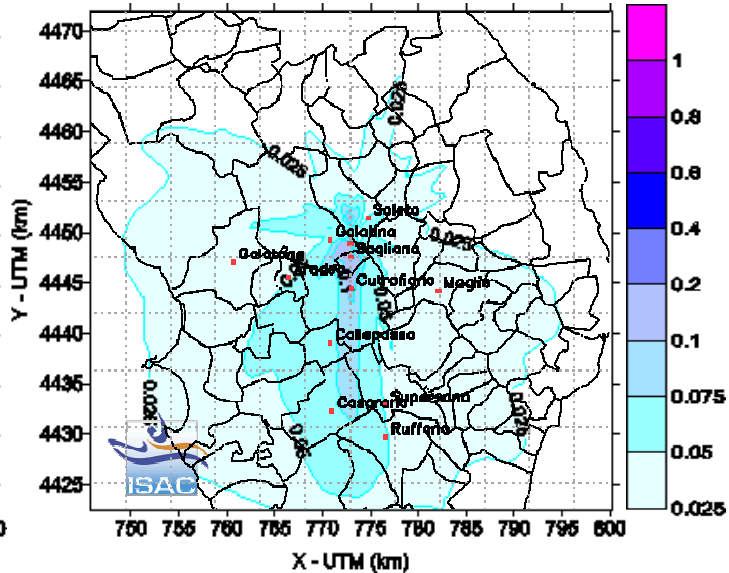 4470
4465
4460
4455
4450
4445
4440
4435
4430
4425
Y - UTM (km)
750 755 760 765 770 775 780 785 790 795 800
X - UTM (km)
0.025
0.025
0.025
0.025
0.05
0.05
Soleto
Galatina
Sogliano
Galatone
Cutrofiano
Maglie
Collepasso
Casarano
Supersano
Ruffano
ISAC
1
0.8
0.6
0.4
0.2
0.1
0.075
0.05
0.025
0